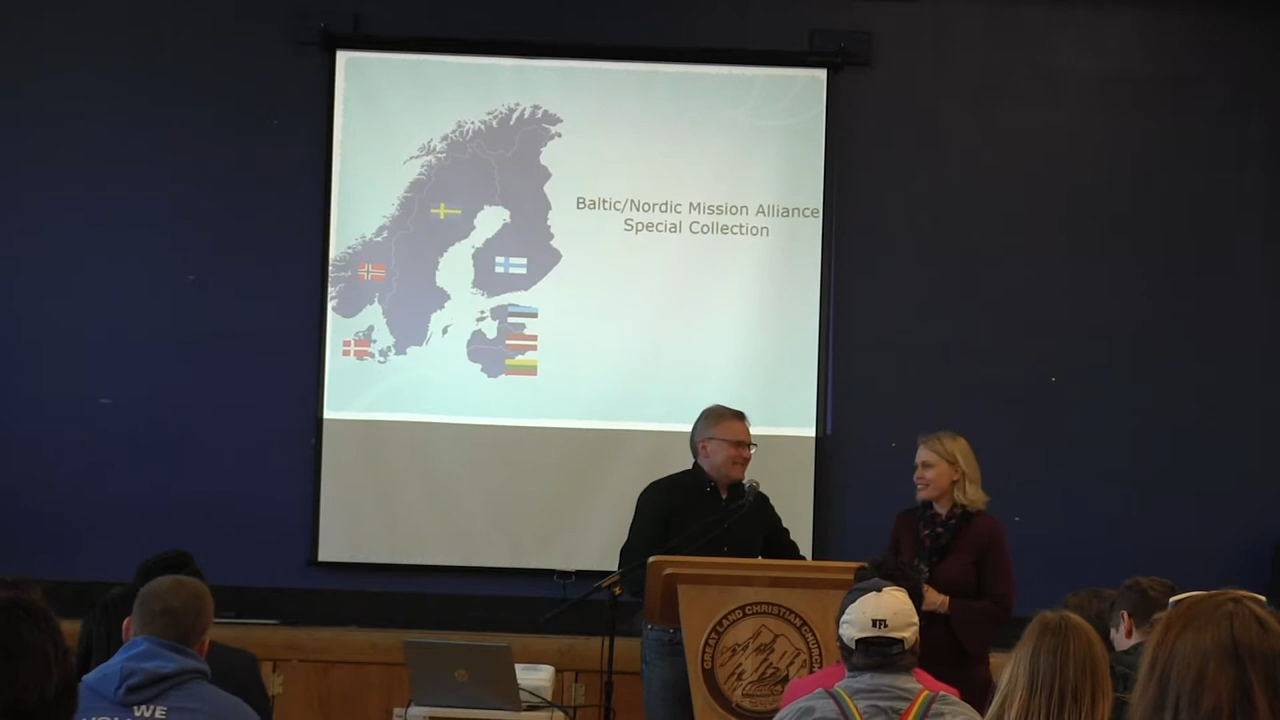 Baltic/Nordic Mission Alliance
Special Collection
GREAT LAND CHRISTIAN CHURCH
NFL
WE